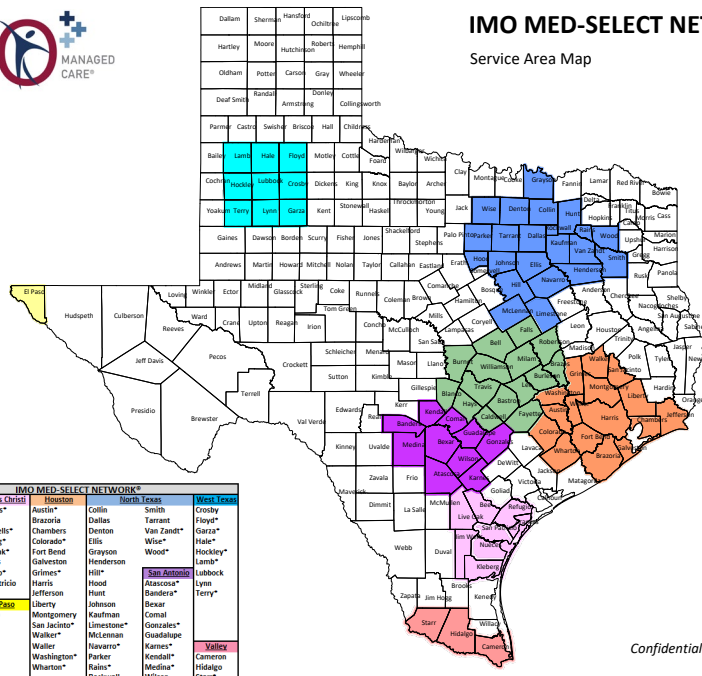 IMO MED-SELECT NET
Service Area Map
MANAGED
CARE®
Dallam Sherman Hansford Ochiltree Lipscomb
Hartley Moore Hutchinson Roberts Hemphill
Oldham Potter Carson Gray Wheeler
Deaf Smith Randall Armstrong Donley Collingsworth
Parmer Castro Swisher Briscoe Hall Childress
Hardeman
Bailey Lamb Hale Floyd Motley Cottle Foard Wilbarger Wichita
Clay Montague Cooke Grayson Fannin Lamar Red River Bowie
Cochran Hockley Lubbock Crosby Dickens King Knox Baylor Archer
Jack Wise Denton Collin Hunt Delta Hopkins Franklin Titus Morris Cass
Yoakum Terry Lynn Garza Kent Stonewall Haskell Throckmorton Young
Palo Pinto Parker Tarrant Dallas Rockwall Kaufman Rains Wood Upshur Marion
Gaines Dawson Borden Scurry Fisher Jones Shackelford Stephens
Hood Johnson Ellis Van Zandt Smith Gregg Harrison
Andrews Martin Howard Mitchell Nolan Taylor Callahan Eastland Erath
Somervell Hill Navarro Henderson Rusk Panola
El Paso Hudspeth Culberson Loving Winkler Ector Midland Glasscock Sterling Coke Runnels Coleman Brown Comanche Hamilton Bosque
Freestone Anderson Cherokee Nacogdoches Shelby
Reeves Ward Crane Upton Reagan Irion Tom Green Concho McCulloch Mills Lampasas Coryell McLennan Limestone
Leon Houston Angelina San Augustine
Jeff Davis Pecos Crockett Schleicher Menard San Saba Burnet Bell Falls Robertson Madison Trinity Jasper
Presidio Brewster Terrell Sutton Kimble Mason Llano Williamson Milam Brazos Walker Polk Tyler
Val Verde Edwards Real Kerr Gillespie Blanco Travis Lee Burleson Grimes San Jacinto Hardin
Hays Bastrop Washington Montgomery Liberty Orange
Kendall Comal Caldwell Fayette Austin Harris Chambers Jefferson
Kinney Uvalde Bandera Medina Bexar Guadalupe Gonzales Lavaca Colorado Fort Bend Galveston
Maverick Zavala Frio Atascosa Wilson Karnes DeWitt Jackson Wharton Brazoria
Dimmit La Salle McMullen Live Oak Bee Goliad Victoria Calhoun Matagorda
Refugio
Webb Duval Jim Wells Nueces
Kleberg
Zapata Jim Hogg Brooks Kenedy
Starr Hidalgo Willacy Cameron
IMO MED-SELECT NETWORK®
s Christi Houston North Texas West Texas
Austin* Collin Smith Crosby
Brazoria Dallas Tarrant Floyd*
Chambers Denton Van Zandt* Garza*
Colorado* Ellis Wise* Hale*
Fort Bend Grayson Wood* Hockley*
Galveston Henderson Lamb*
Grimes* Hill* San Antonio Lubbock
Harris Hood Atascosa* Lynn
Jefferson Hunt Bandera* Terry*
Paso Liberty Johnson Bexar
Montgomery Kaufman Comal
San Jacinto* Limestone* Gonzales*
Walker* McLennan Guadalupe
Waller Navarro* Karnes* Valley
Washington* Parker Kendall* Cameron
Wharton* Rains* Medina* Hidalgo
Confidential